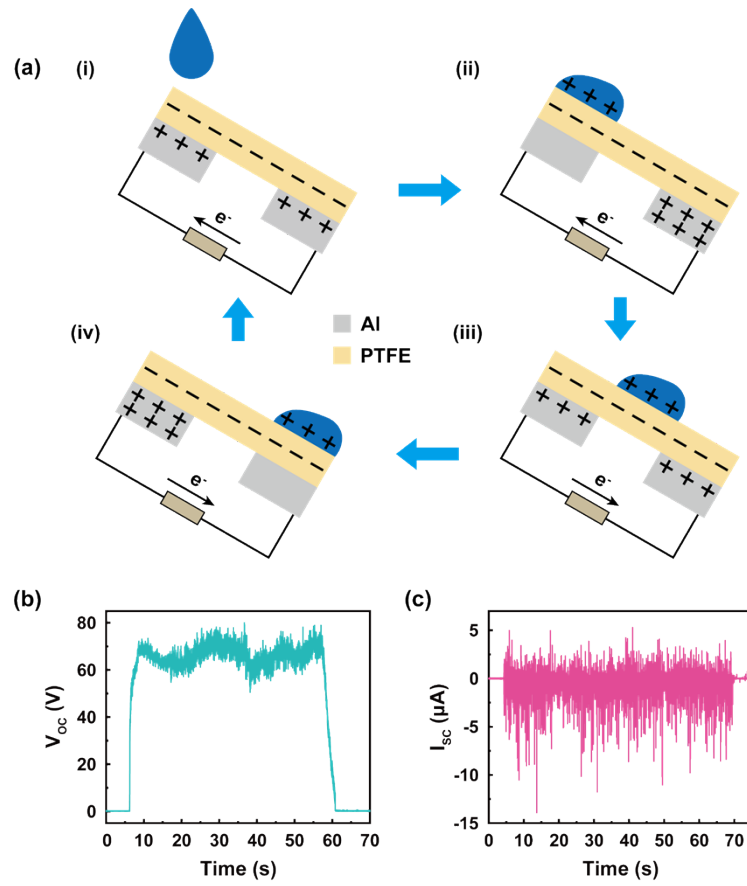 (a) (i) (ii)
e⁻ e⁻
(iv) Al (iii)
PTFE
e⁻ e⁻
(b) (c)
80
60
40
20
0
V_OC (V)
0 10 20 30 40 50 60 70
Time (s)
5
0
-5
-10
-15
I_SC (μA)
0 10 20 30 40 50 60 70
Time (s)